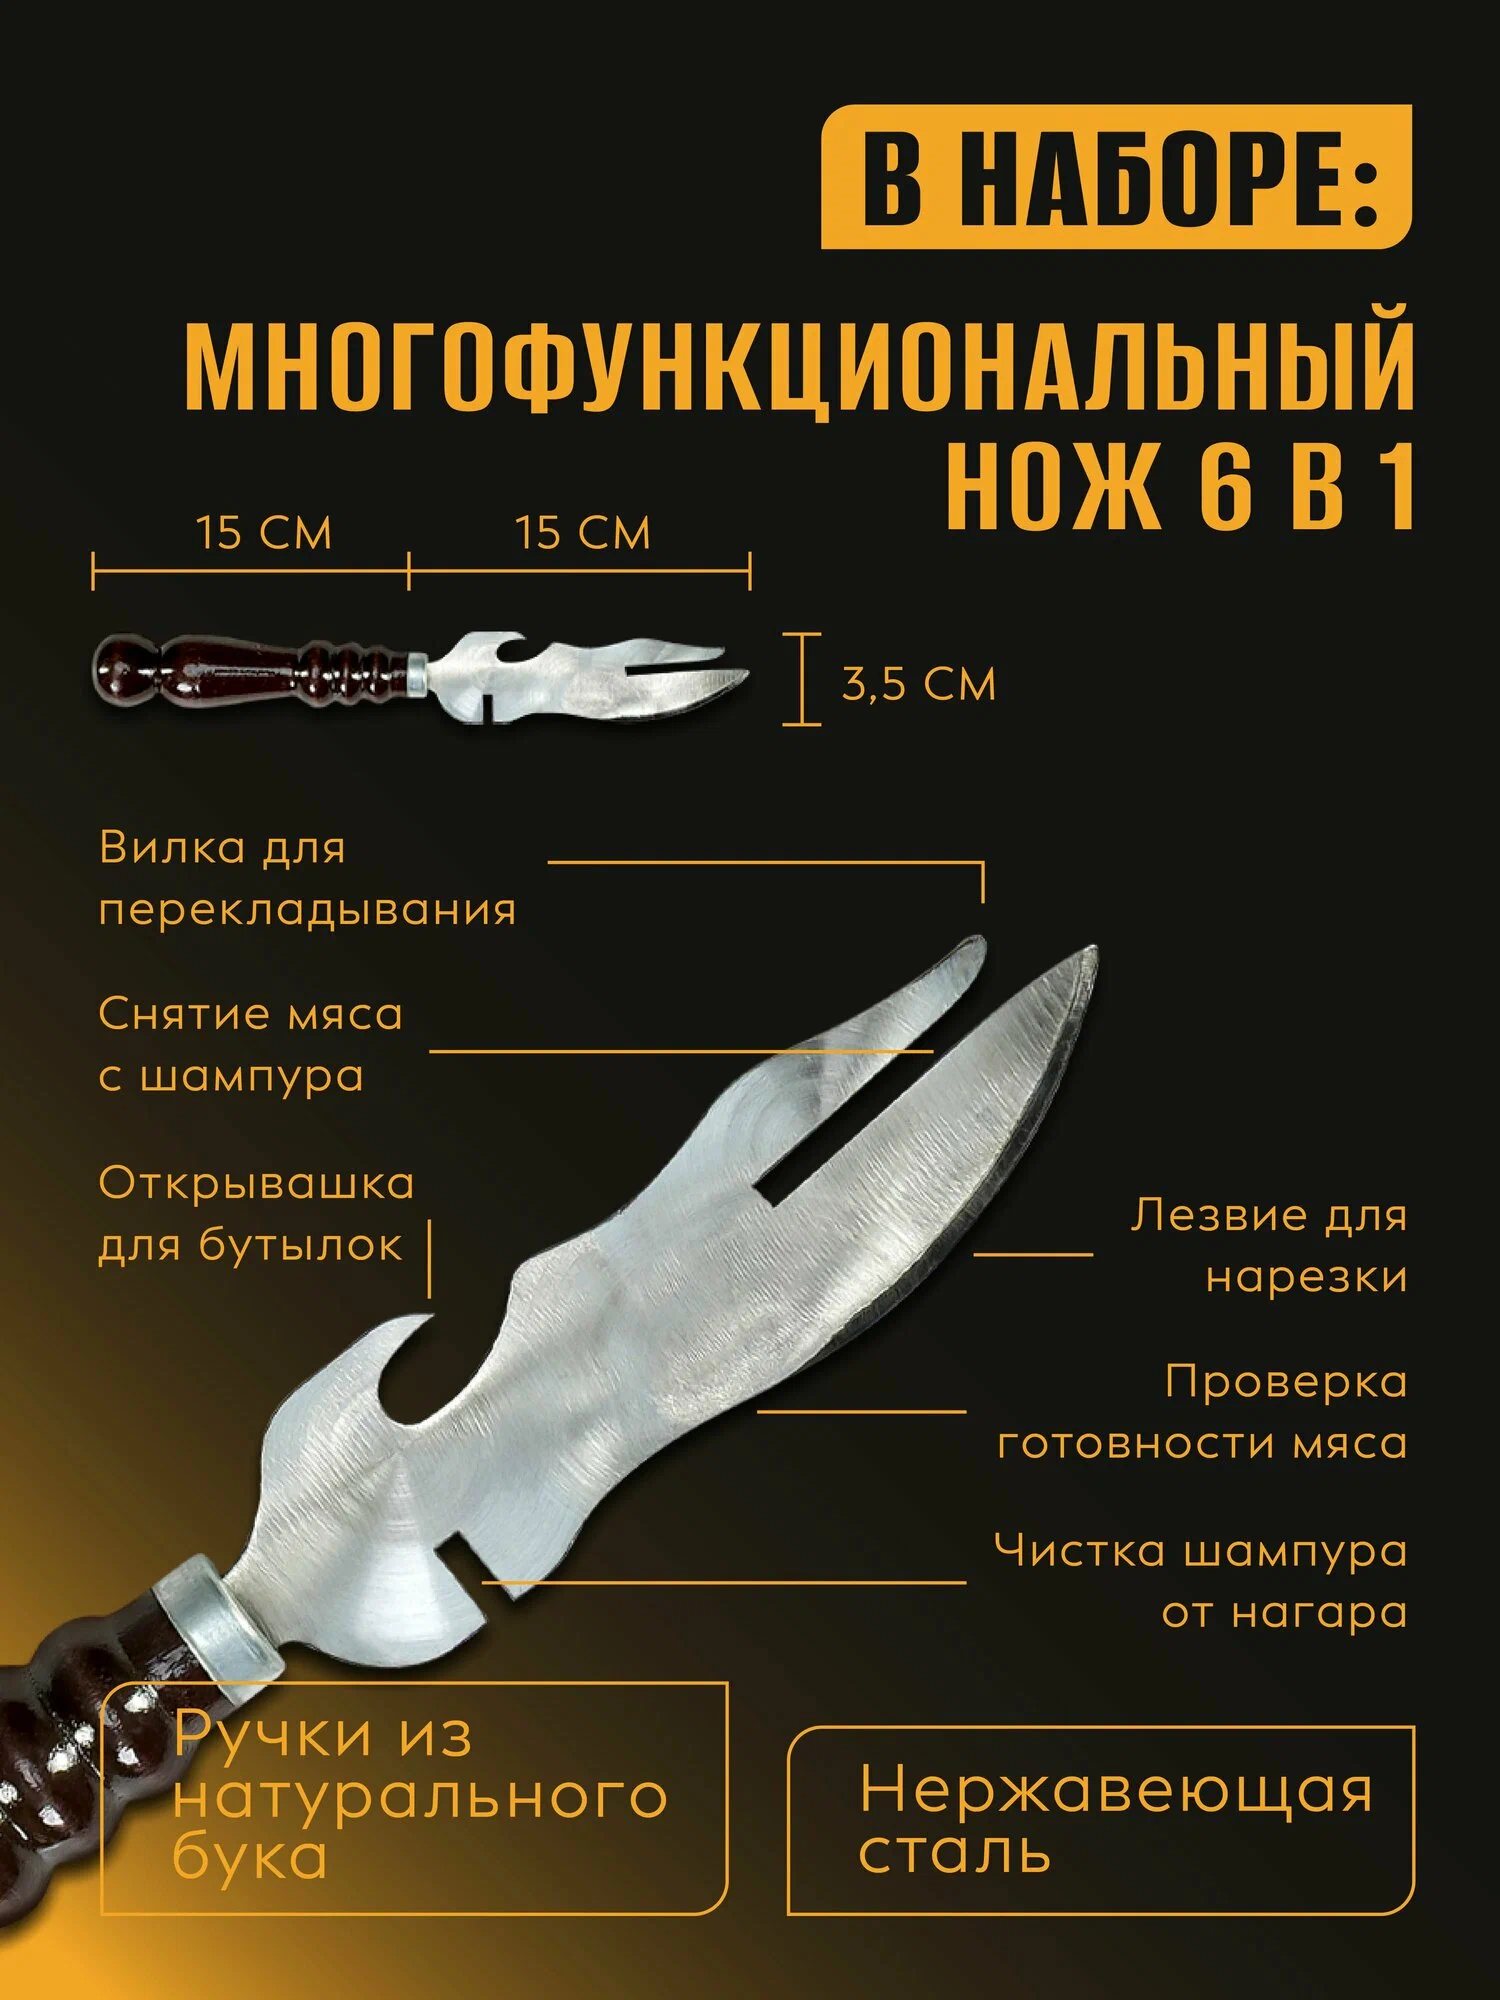 В НАБОРЕ:
МНОГОФУНКЦИОНАЛЬНЫЙ
НОЖ 6 В 1
15 СМ
15 СМ
3,5 СМ
Вилка для
перекладывания
Снятие мяса
с шампура
Открывашка
для бутылок
Лезвие для
нарезки
Проверка
готовности мяса
Чистка шампура
от нагара
Ручки из
натурального
бука
Нержавеющая
сталь